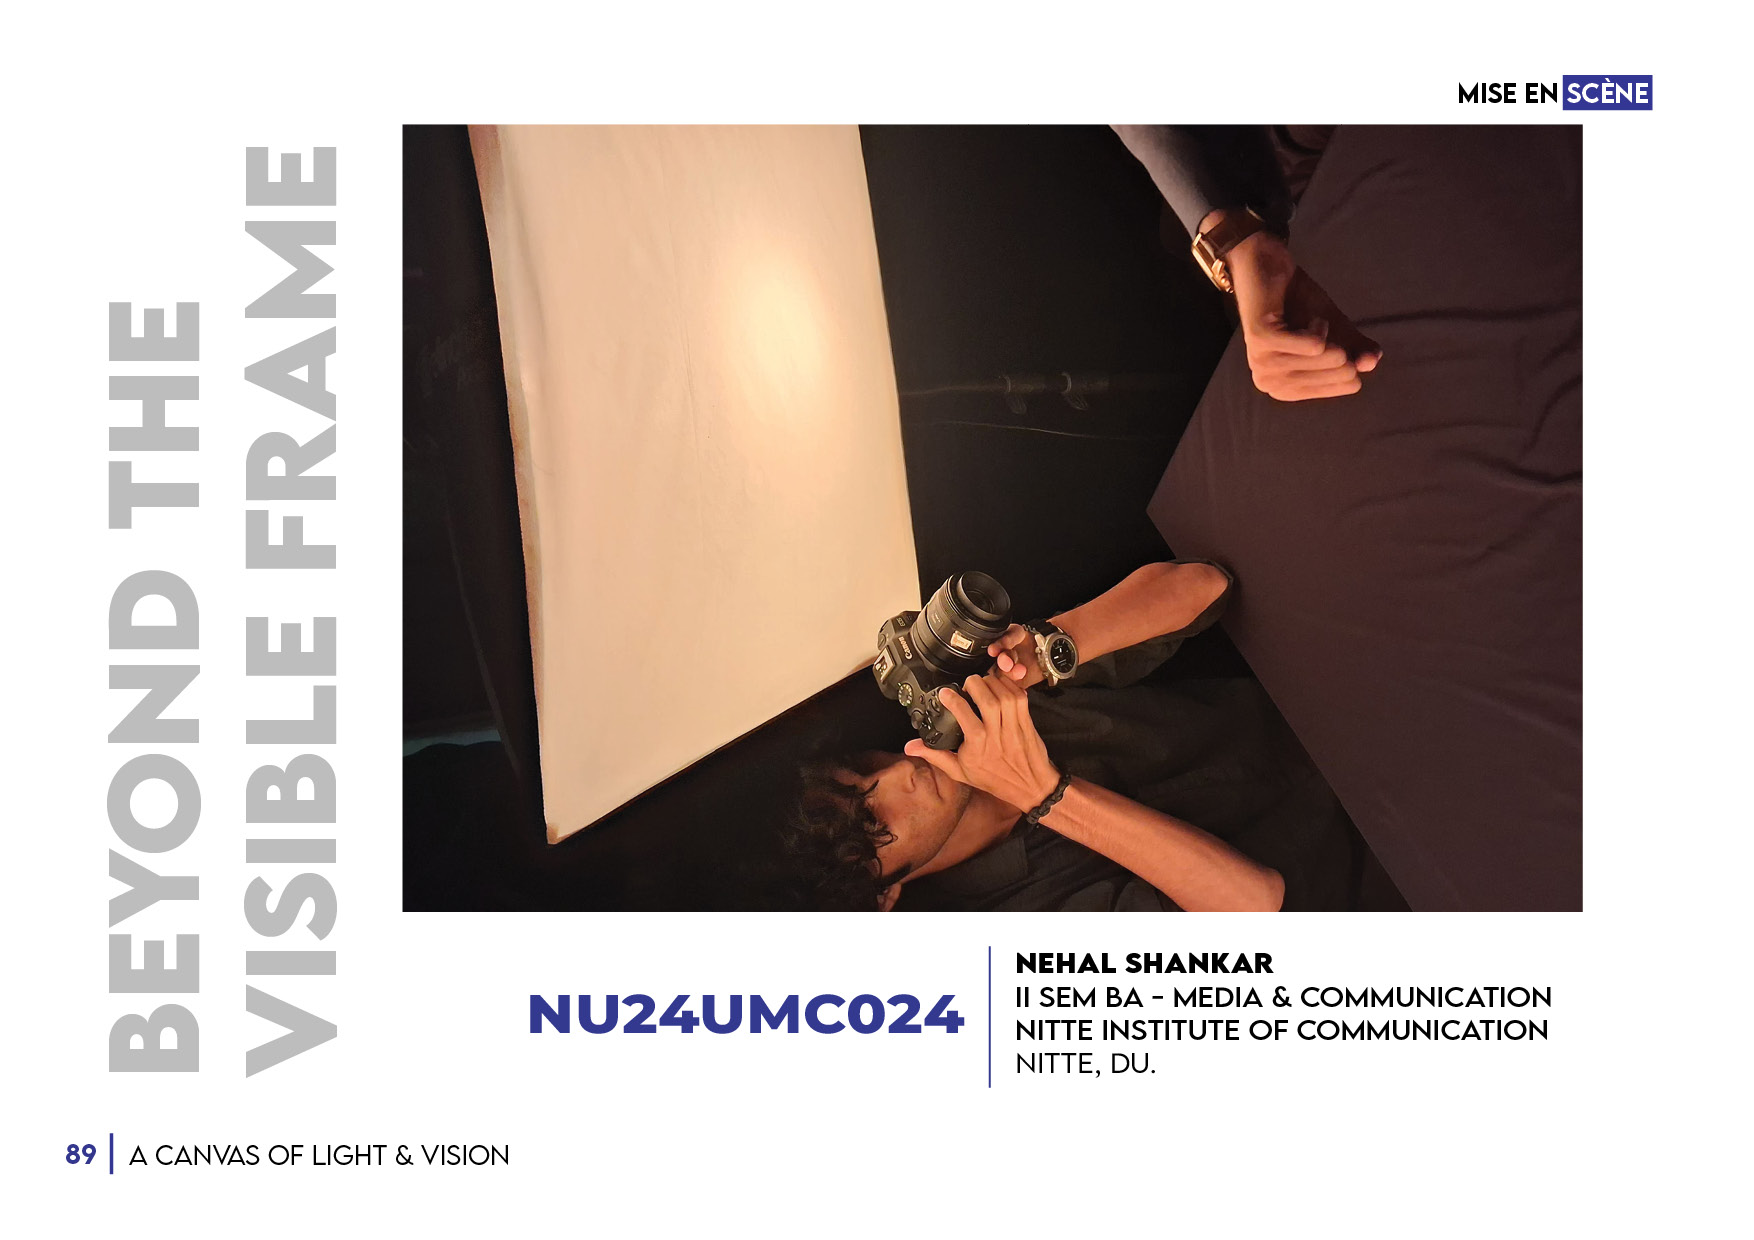 MISE EN SCÈNE
BEYOND THE
VISIBLE FRAME
Canon
NU24UMC024
NEHAL SHANKAR
II SEM BA - MEDIA & COMMUNICATION
NITTE INSTITUTE OF COMMUNICATION
NITTE, DU.
89
A CANVAS OF LIGHT & VISION